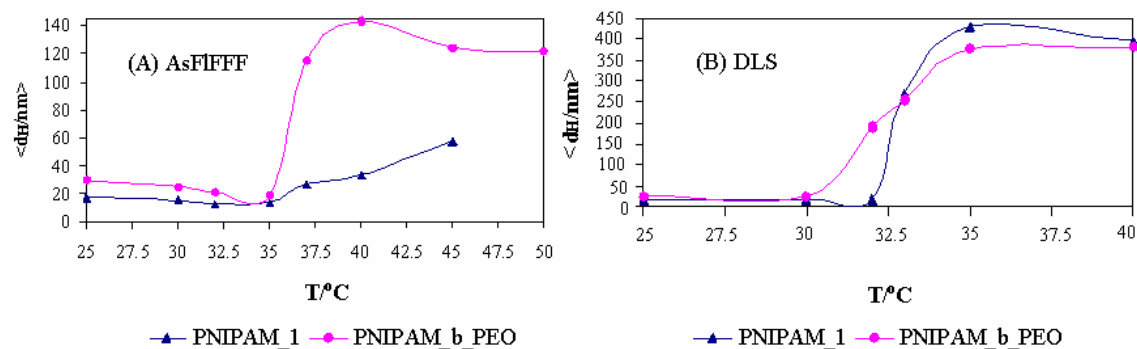 (A) AsFlFFF
<dH/nm>
140
120
100
80
60
40
20
0
25 27.5 30 32.5 35 37.5 40 42.5 45 47.5 50
T/ºC
PNIPAM_1 PNIPAM_b_PEO
(B) DLS
< dH/nm>
450
400
350
300
250
200
150
100
50
0
25 27.5 30 32.5 35 37.5 40
T/ºC
PNIPAM_1 PNIPAM_b_PEO